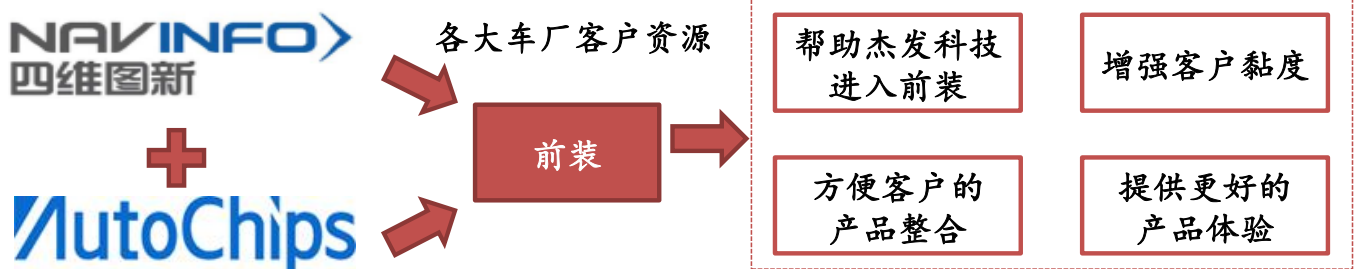 NAVINFO
四维图新
各大车厂客户资源
前装
AutoChips
帮助杰发科技
进入前装
增强客户黏度
方便客户的
产品整合
提供更好的
产品体验